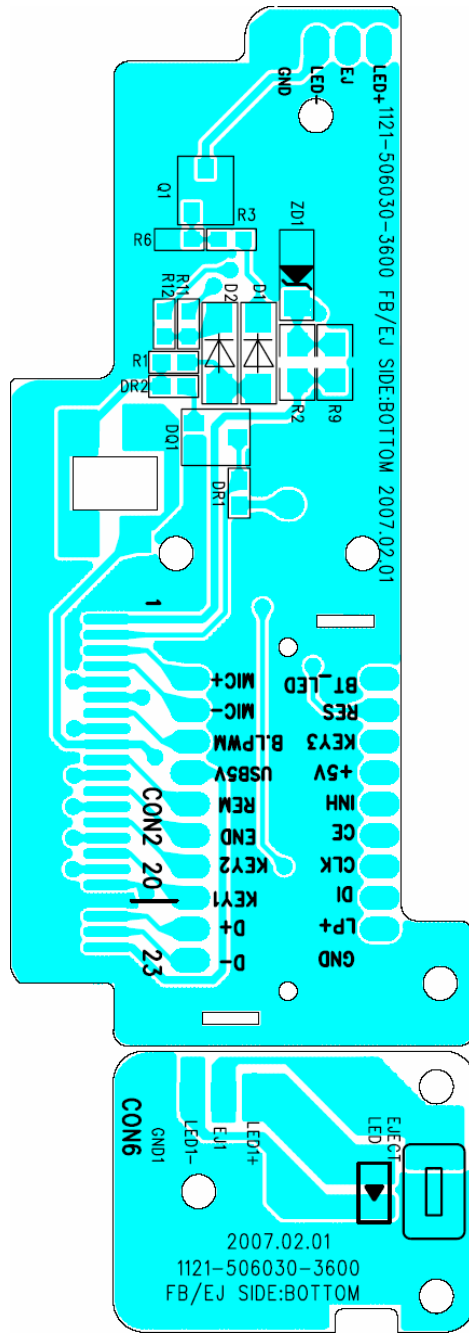 GND
LED-
EJ
LED+
1121-506030-3600 FB/EJ SIDE:BOTTOM 2007.02.01
Q1
R6
R3
ZD1
R12
R11
D2
D1
R1
DR2
R2
R9
DQ1
DR1
1
MIC+
BT_LED
MIC-
RES
B.LPWM
KEY3
USB5V
+5V
REM
INH
CON2
END
CE
KEY2
CLK
20
KEY1
DI
D+
LP+
23
D-
GND
CON6
GND1
LED1-
EJ1
LED1+
LED
EJECT
2007.02.01
1121-506030-3600
FB/EJ SIDE:BOTTOM